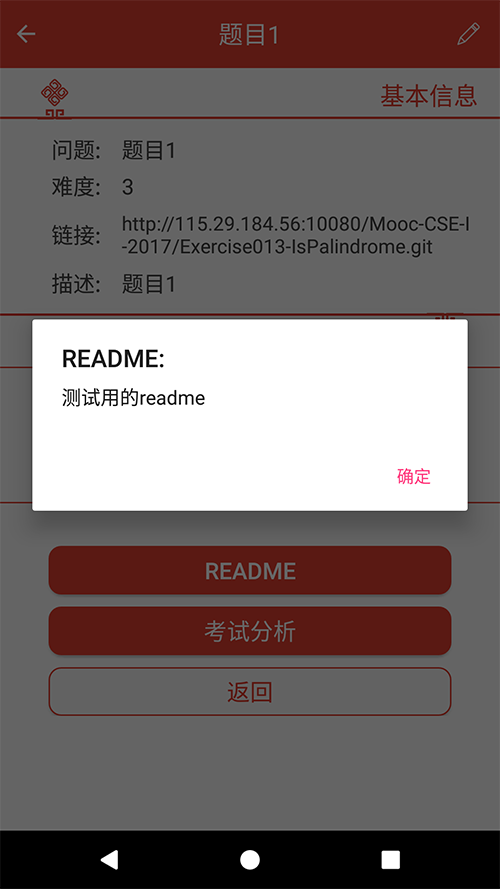 题目1
基本信息
问题: 题目1
难度: 3
链接: http://115.29.184.56:10080/Mooc-CSE-I
-2017/Exercise013-IsPalindrome.git
描述: 题目1
README:
测试用的readme
确定
README
考试分析
返回